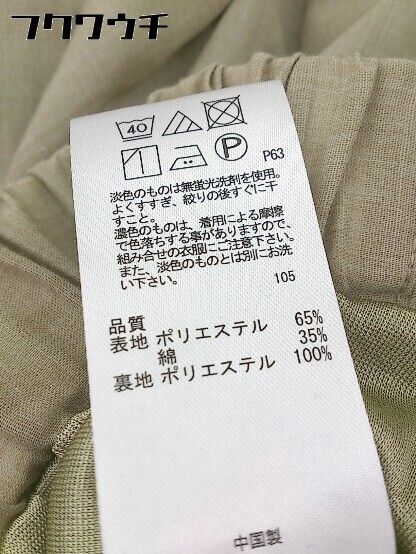 フクワウチ
40
P
P63
淡色のものは無蛍光洗剤を使用。
よくすすぎ、絞りの後すぐに干
すこと。
濃色のものは、着用による摩擦
で色落ちする事がありますので、
組み合せの衣服にご注意下さい。
また、淡色のものとは別にお洗
い下さい。
105
品質
表地 ポリエステル 65%
綿 35%
裏地 ポリエステル 100%
中国製